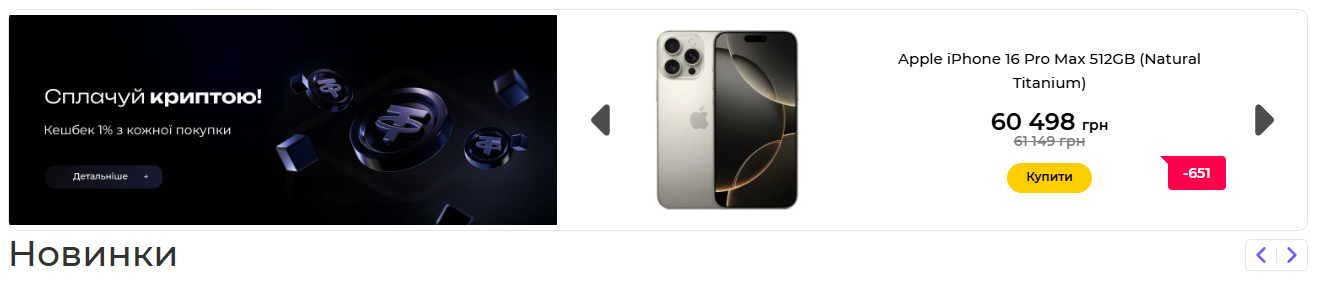 Сплачуй криптою!
Кешбек 1% з кожної покупки
Детальніше
Apple iPhone 16 Pro Max 512GB (Natural
Titanium)
60 498 грн
61 149 грн
Купити
-651
Новинки